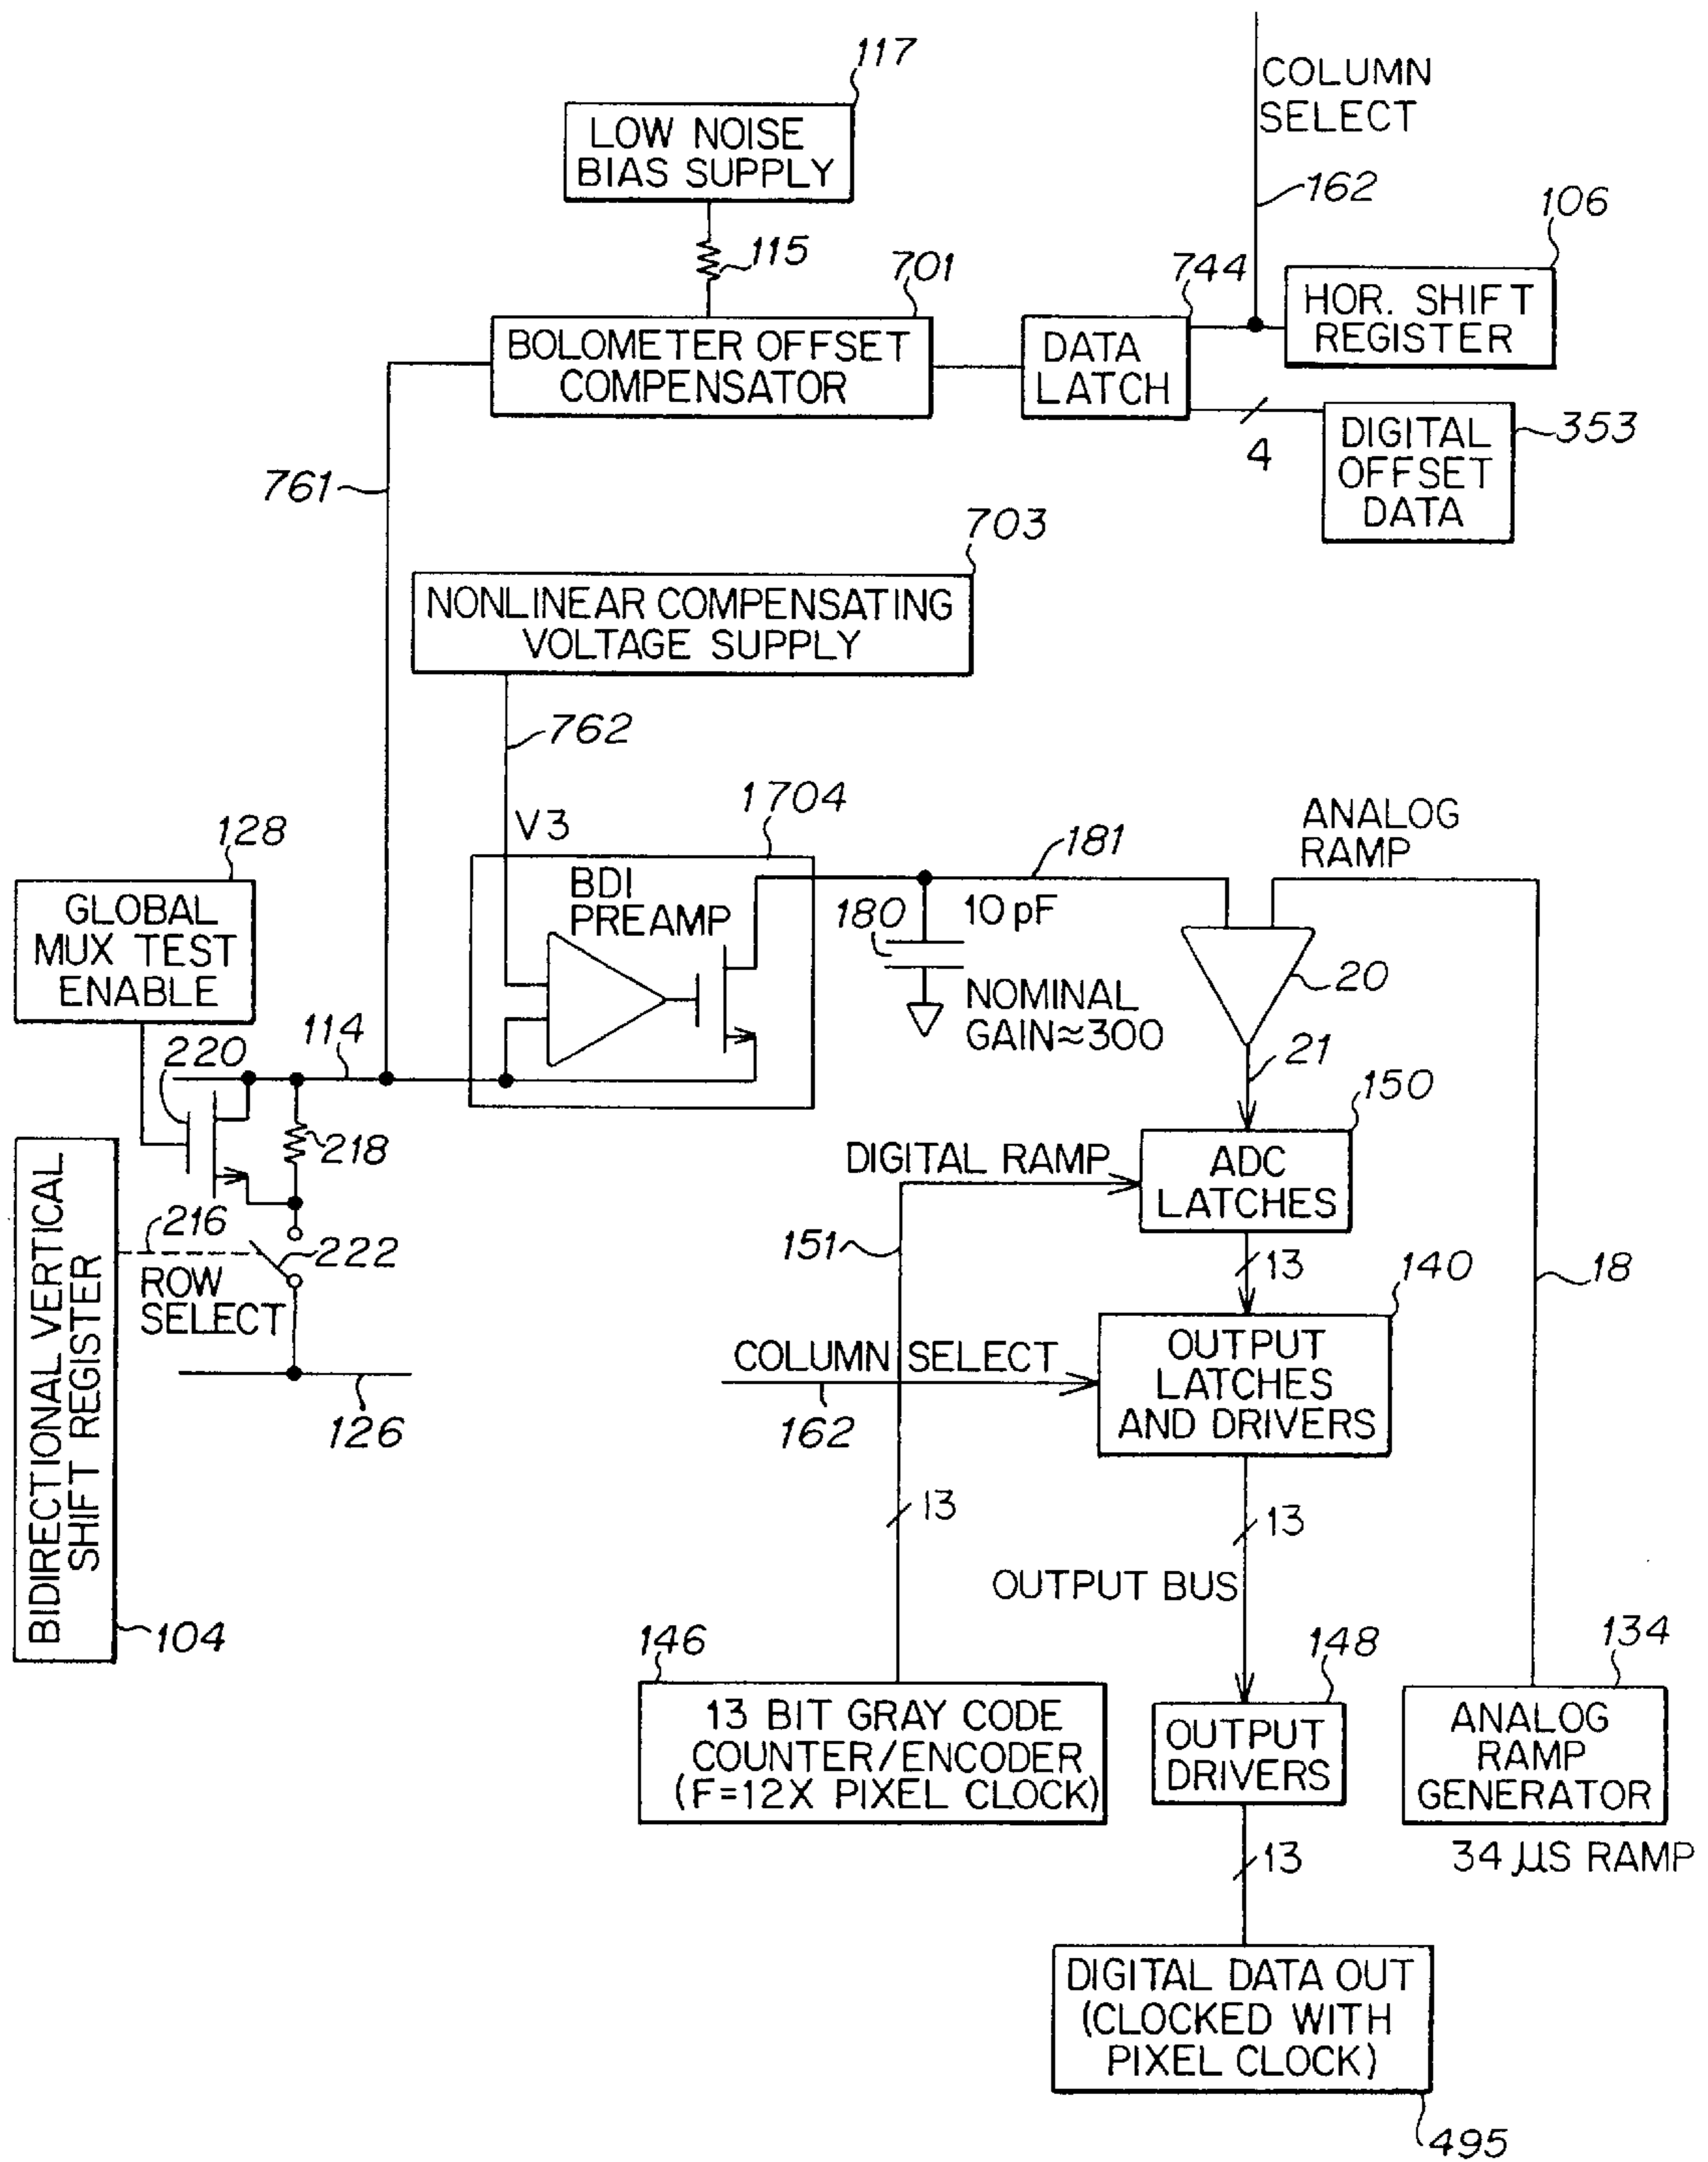 117
LOW NOISE
BIAS SUPPLY
115
COLUMN
SELECT
162
106
HOR. SHIFT
REGISTER
701
BOLOMETER OFFSET
COMPENSATOR
744
DATA
LATCH
4
353
DIGITAL
OFFSET
DATA
761
703
NONLINEAR COMPENSATING
VOLTAGE SUPPLY
762
V3
1704
BDI
PREAMP
128
GLOBAL
MUX TEST
ENABLE
220
114
218
216
ROW
SELECT
222
126
BIDIRECTIONAL VERTICAL
SHIFT REGISTER
104
181
180
10 pF
NOMINAL
GAIN≈300
ANALOG
RAMP
20
21
150
ADC
LATCHES
DIGITAL RAMP
151
13
140
OUTPUT
LATCHES
AND DRIVERS
COLUMN SELECT
162
18
13
13
OUTPUT BUS
146
13 BIT GRAY CODE
COUNTER/ENCODER
(F=12X PIXEL CLOCK)
148
OUTPUT
DRIVERS
134
ANALOG
RAMP
GENERATOR
34 µS RAMP
13
DIGITAL DATA OUT
(CLOCKED WITH
PIXEL CLOCK)
495